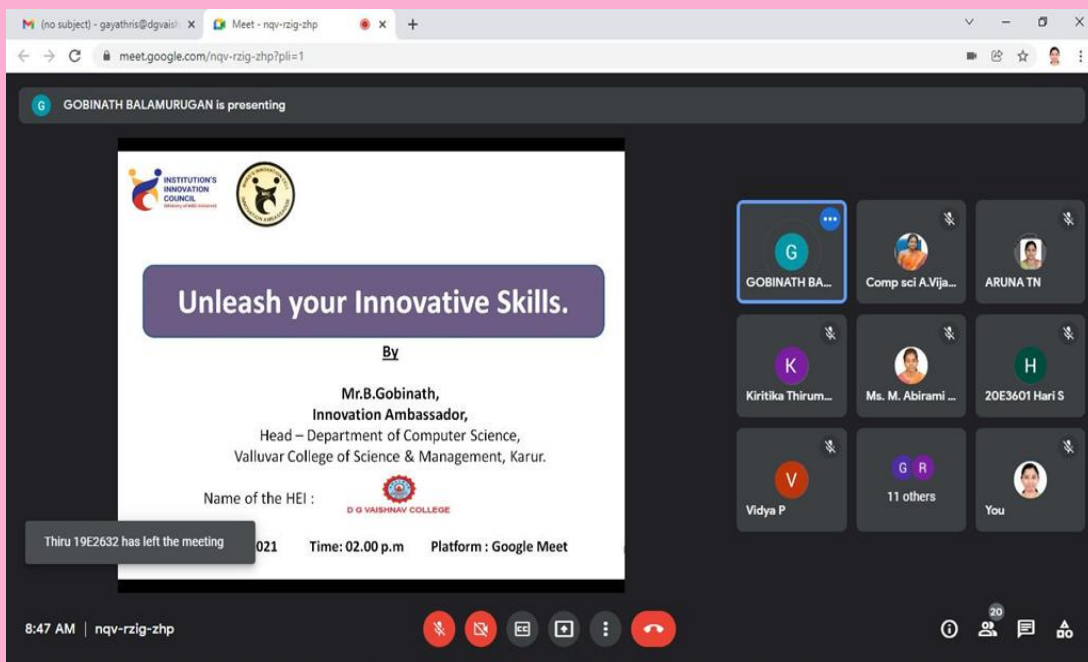 (no subject) - gayathris@dgvaish
Meet - nqv-rzig-zhp
meet.google.com/nqv-rzig-zhp?pli=1
G GOBINATH BALAMURUGAN is presenting
INSTITUTION'S
INNOVATION
COUNCIL
Unleash your Innovative Skills.
By
Mr.B.Gobinath,
Innovation Ambassador,
Head – Department of Computer Science,
Valluvar College of Science & Management, Karur.
Name of the HEI :
D G VAISHNAV COLLEGE
021 Time: 02.00 p.m Platform : Google Meet
Thiru 19E2632 has left the meeting
G
GOBINATH BA...
Comp sci A.Vija...
ARUNA TN
K
Kiritika Thirum...
Ms. M. Abirami ...
H
20E3601 Hari S
V
Vidya P
G R
11 others
You
8:47 AM | nqv-rzig-zhp
CC
20